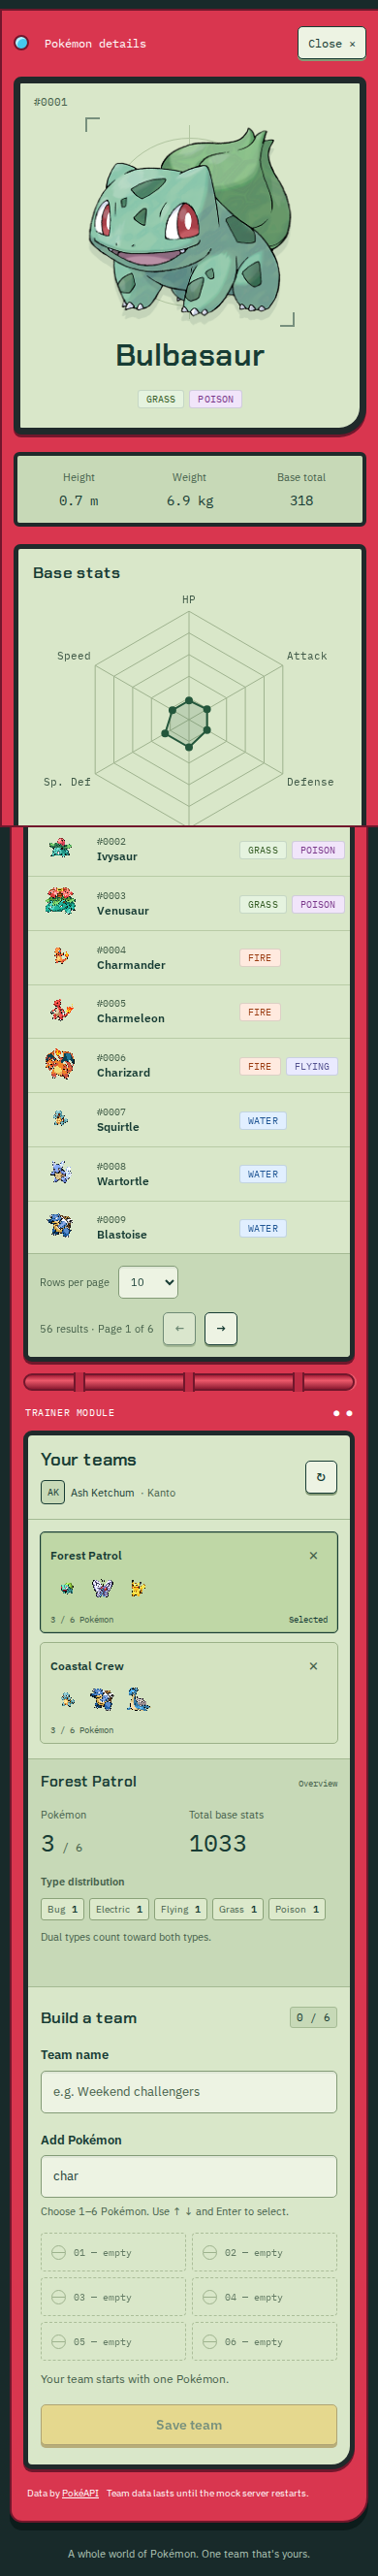 Pokémon details
Close ×
#0001
Bulbasaur
GRASS POISON
Height Weight Base total
0.7 m 6.9 kg 318
Base stats
HP
Speed Attack
Sp. Def Defense
#0002
Ivysaur
GRASS POISON
#0003
Venusaur
GRASS POISON
#0004
Charmander
FIRE
#0005
Charmeleon
FIRE
#0006
Charizard
FIRE FLYING
#0007
Squirtle
WATER
#0008
Wartortle
WATER
#0009
Blastoise
WATER
Rows per page 10
56 results · Page 1 of 6 ← →
TRAINER MODULE
Your teams
↻
AK Ash Ketchum · Kanto
Forest Patrol ×
3 / 6 Pokémon Selected
Coastal Crew ×
3 / 6 Pokémon
Forest Patrol Overview
Pokémon Total base stats
3 / 6 1033
Type distribution
Bug 1 Electric 1 Flying 1 Grass 1 Poison 1
Dual types count toward both types.
Build a team 0 / 6
Team name
e.g. Weekend challengers
Add Pokémon
char
Choose 1–6 Pokémon. Use ↑ ↓ and Enter to select.
01 — empty 02 — empty
03 — empty 04 — empty
05 — empty 06 — empty
Your team starts with one Pokémon.
Save team
Data by PokéAPI Team data lasts until the mock server restarts.
A whole world of Pokémon. One team that's yours.